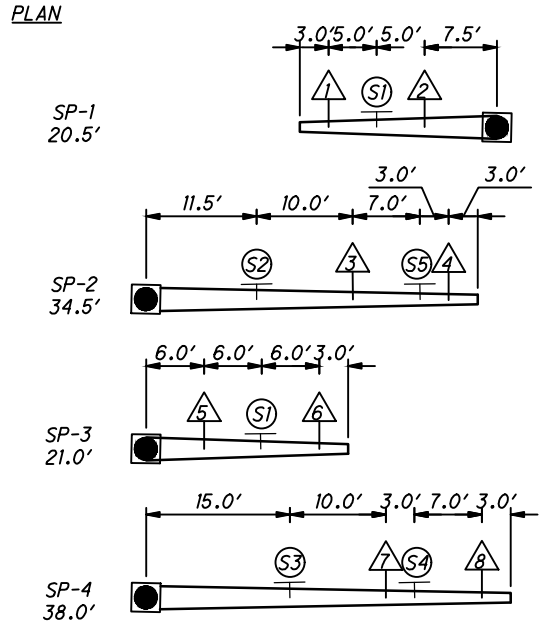 PLAN
3.0' 5.0' 5.0' 7.5'
1 S1 2
SP-1
20.5'
3.0' 3.0'
11.5' 10.0' 7.0'
S2 3 S5 4
SP-2
34.5'
6.0' 6.0' 6.0' 3.0'
5 S1 6
SP-3
21.0'
15.0' 10.0' 3.0' 7.0' 3.0'
S3 7 S4 8
SP-4
38.0'